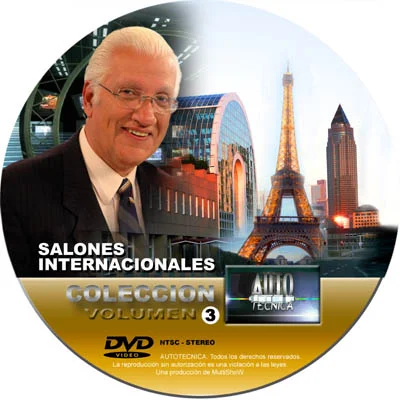 SALONES
INTERNACIONALES
COLECCION
VOLUMEN 3
AUTO
TECNICA
DVD
VIDEO
NTSC - STEREO
AUTOTECNICA: Todos los derechos reservados.
La reproducción sin autorización es una violación a las leyes.
Una producción de MultiShoW.